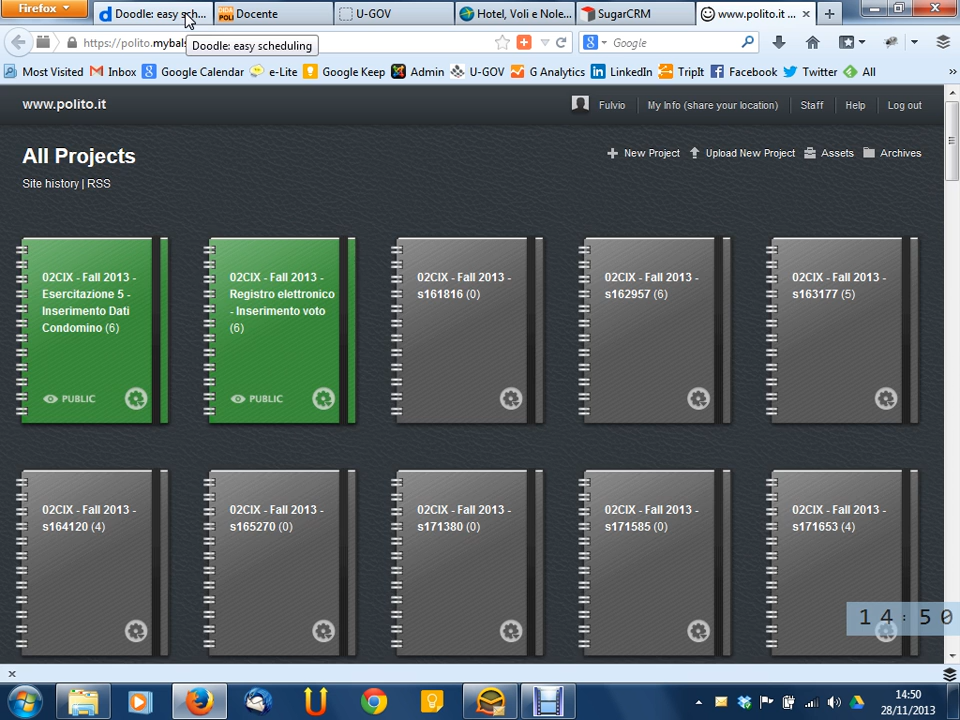 Firefox
Doodle: easy sch...
Docente
U-GOV
Hotel, Voli e Nole...
SugarCRM
www.polito.it ...
https://polito.mybals
Doodle: easy scheduling
Google
Most Visited
Inbox
Google Calendar
e-Lite
Google Keep
Admin
U-GOV
G Analytics
LinkedIn
TripIt
Facebook
Twitter
All
www.polito.it
Fulvio
My Info (share your location)
Staff
Help
Log out
All Projects
New Project
Upload New Project
Assets
Archives
Site history | RSS
02CIX - Fall 2013 -
Esercitazione 5 -
Inserimento Dati
Condomino (6)
PUBLIC
02CIX - Fall 2013 -
Registro elettronico
- Inserimento voto
(6)
PUBLIC
02CIX - Fall 2013 -
s161816 (0)
02CIX - Fall 2013 -
s162957 (6)
02CIX - Fall 2013 -
s163177 (5)
02CIX - Fall 2013 -
s164120 (4)
02CIX - Fall 2013 -
s165270 (0)
02CIX - Fall 2013 -
s171380 (0)
02CIX - Fall 2013 -
s171585 (0)
02CIX - Fall 2013 -
s171653 (4)
14:50
14:50
28/11/2013